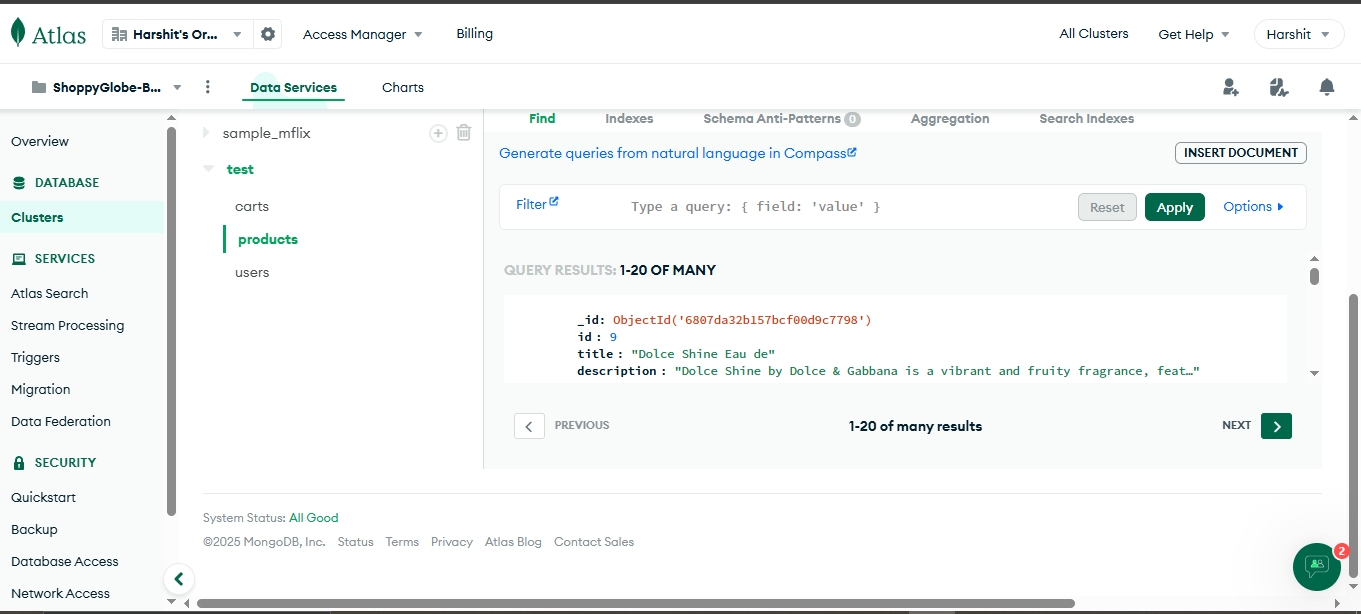 Atlas
Harshit's Or...
Access Manager
Billing
All Clusters
Get Help
Harshit
ShoppyGlobe-B...
Data Services
Charts
Overview
DATABASE
Clusters
SERVICES
Atlas Search
Stream Processing
Triggers
Migration
Data Federation
SECURITY
Quickstart
Backup
Database Access
Network Access
sample_mflix
test
carts
products
users
Find
Indexes
Schema Anti-Patterns 0
Aggregation
Search Indexes
Generate queries from natural language in Compass
INSERT DOCUMENT
Filter
Type a query: { field: 'value' }
Reset
Apply
Options
QUERY RESULTS: 1-20 OF MANY
_id: ObjectId('6807da32b157bcf00d9c7798')
id : 9
title : "Dolce Shine Eau de"
description : "Dolce Shine by Dolce & Gabbana is a vibrant and fruity fragrance, feat…"
PREVIOUS
1-20 of many results
NEXT
System Status: All Good
©2025 MongoDB, Inc. Status Terms Privacy Atlas Blog Contact Sales
2